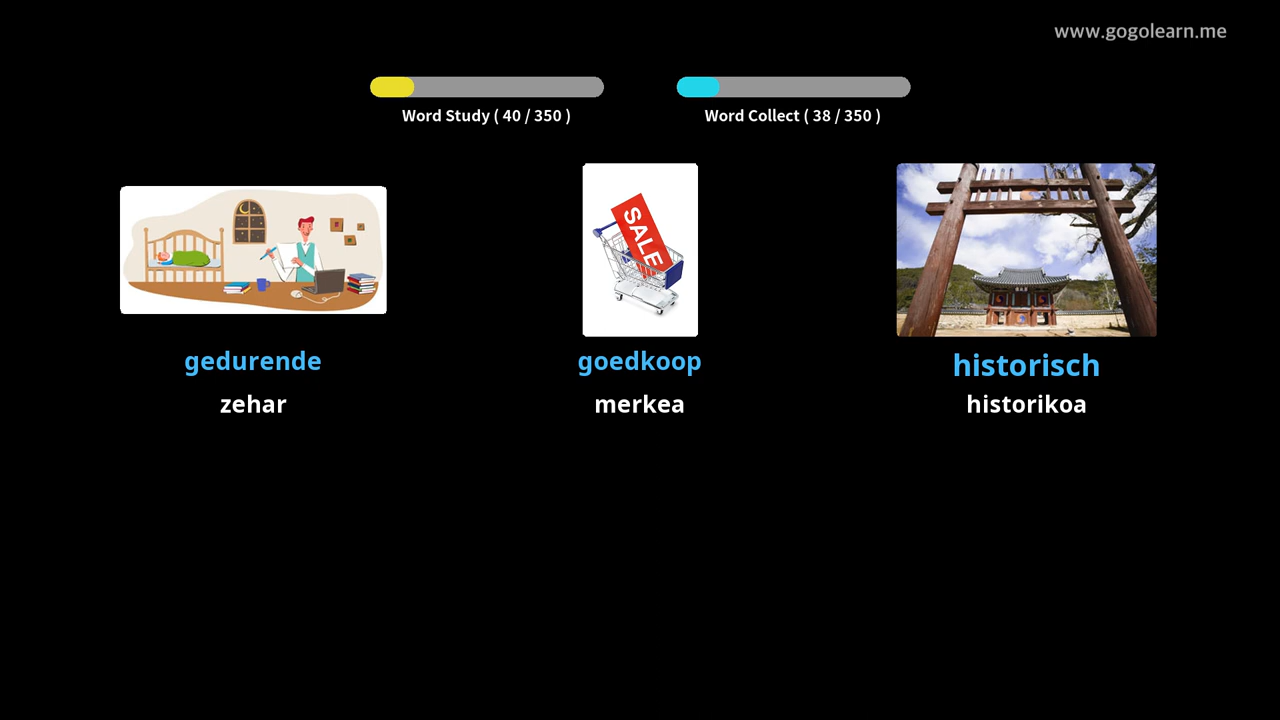 www.gogolearn.me
Word Study ( 40 / 350 )
Word Collect ( 38 / 350 )
SALE
gedurende
goedkoop
historisch
zehar
merkea
historikoa